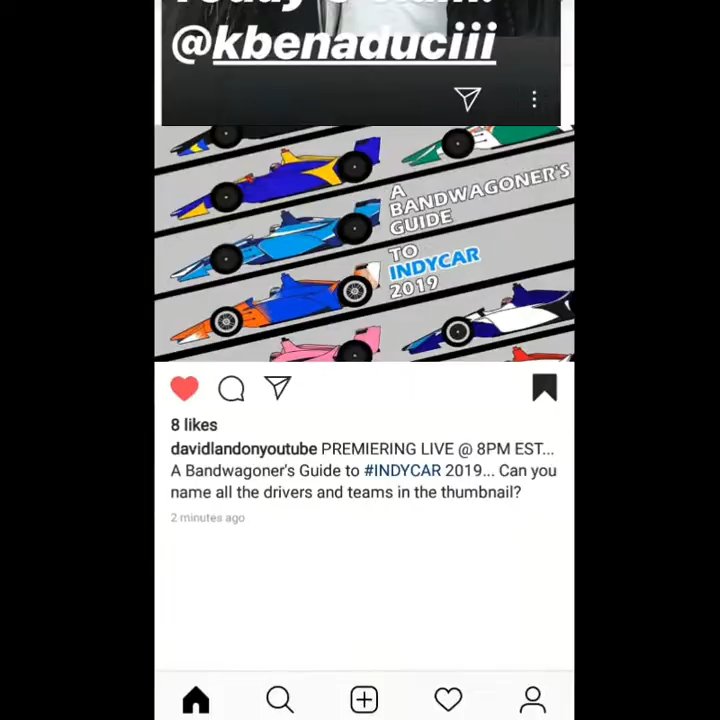 @kbenaduciii
A
BANDWAGONER'S
GUIDE
TO
INDYCAR
2019
8 likes
davidlandonyoutube PREMIERING LIVE @ 8PM EST...
A Bandwagoner's Guide to #INDYCAR 2019... Can you
name all the drivers and teams in the thumbnail?
2 minutes ago